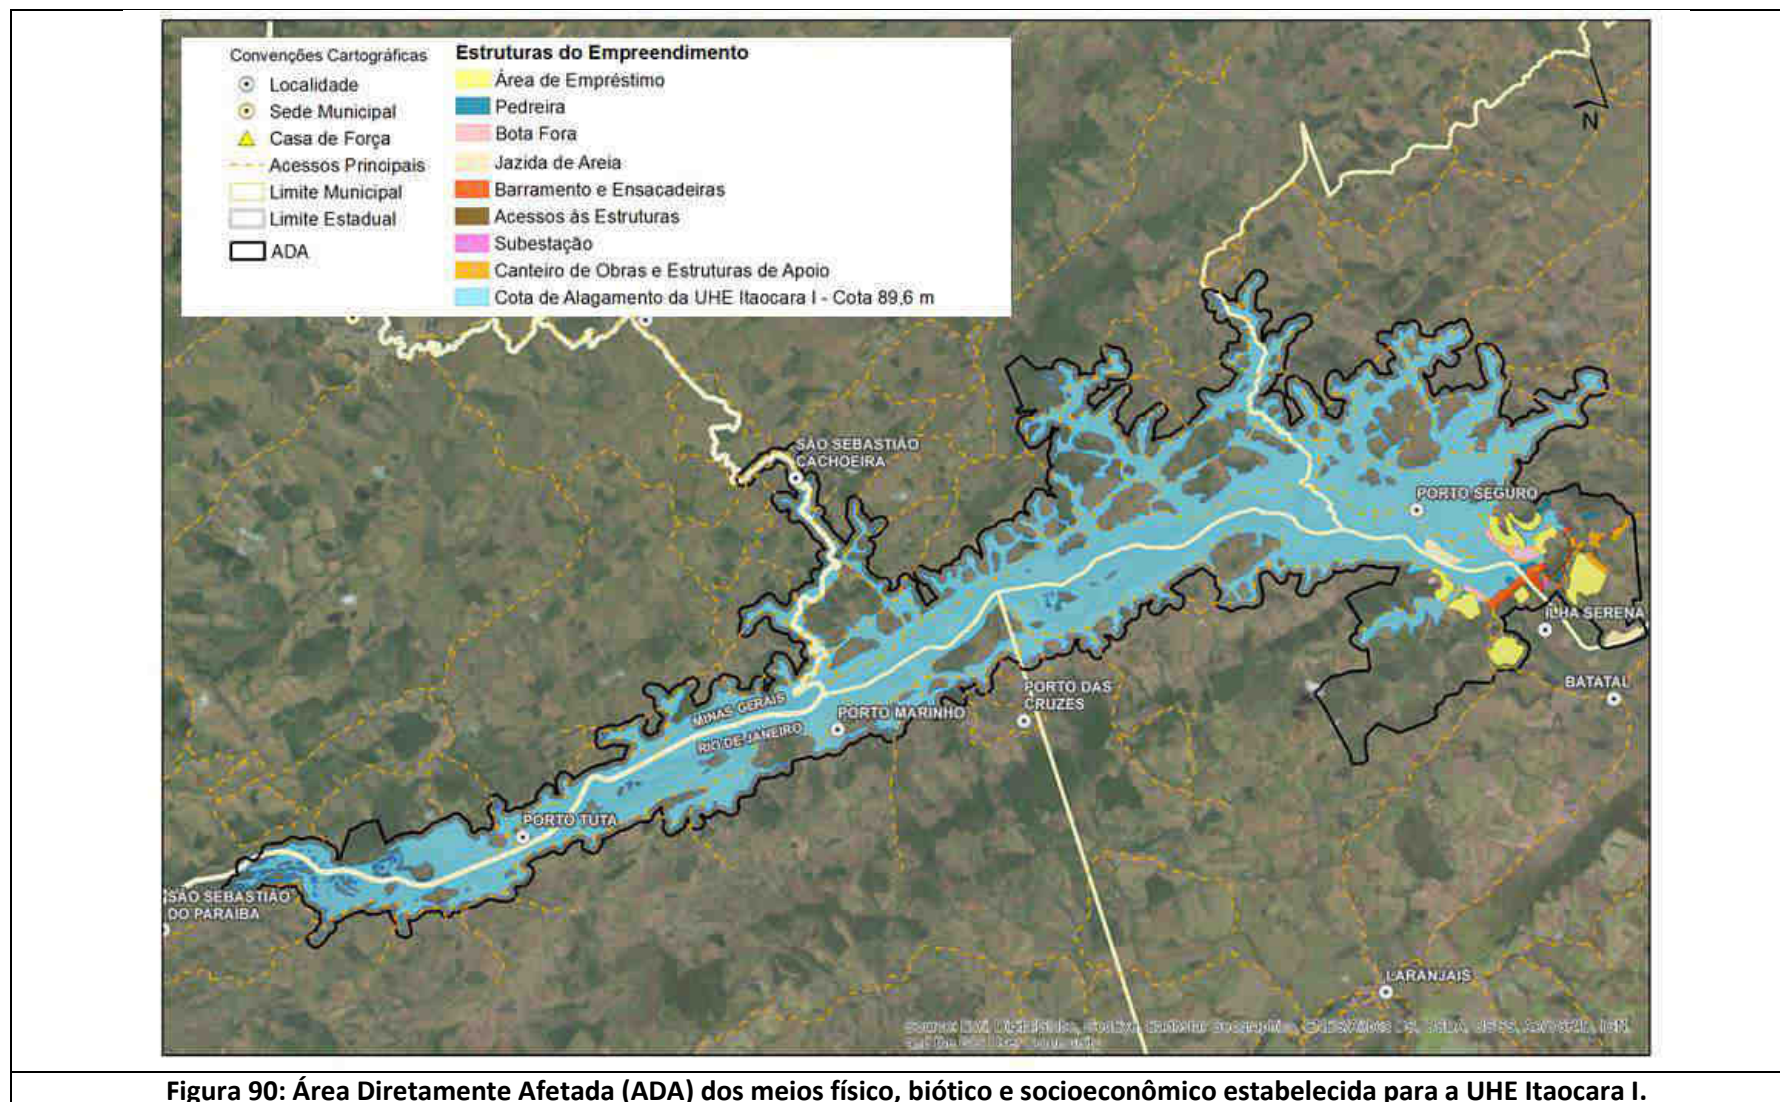 Convenções Cartográficas
Localidade
Sede Municipal
Casa de Força
Acessos Principais
Limite Municipal
Limite Estadual
ADA
Estruturas do Empreendimento
Área de Empréstimo
Pedreira
Bota Fora
Jazida de Areia
Barramento e Ensacadeiras
Acessos às Estruturas
Subestação
Canteiro de Obras e Estruturas de Apoio
Cota de Alagamento da UHE Itaocara I - Cota 89,6 m
N
SÃO SEBASTIÃO
CACHOEIRA
PORTO SEGURO
ILHA SERENA
BATATAL
PORTO DAS
CRUZES
MINAS GERAIS
RIO DE JANEIRO
PORTO MARINHO
PORTO TUTA
SÃO SEBASTIÃO
DO PARAÍBA
LARANJAIS
Figura 90: Área Diretamente Afetada (ADA) dos meios físico, biótico e socioeconômico estabelecida para a UHE Itaocara I.